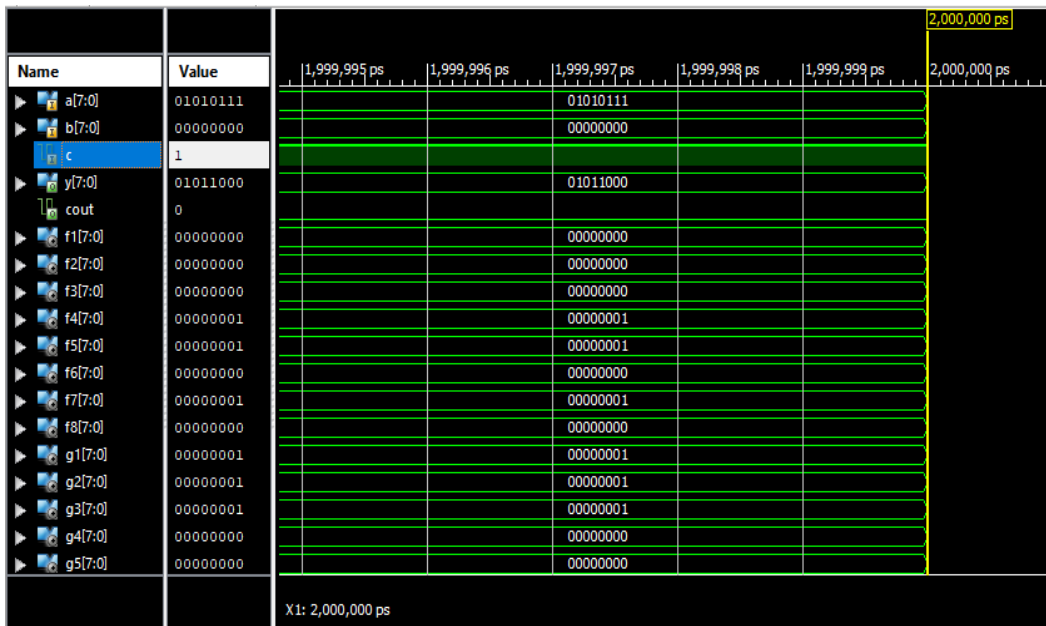 2,000,000 ps
Name Value 1,999,995 ps 1,999,996 ps 1,999,997 ps 1,999,998 ps 1,999,999 ps 2,000,000 ps
a[7:0] 01010111 01010111
b[7:0] 00000000 00000000
c 1
y[7:0] 01011000 01011000
cout 0
f1[7:0] 00000000 00000000
f2[7:0] 00000000 00000000
f3[7:0] 00000000 00000000
f4[7:0] 00000001 00000001
f5[7:0] 00000001 00000001
f6[7:0] 00000000 00000000
f7[7:0] 00000001 00000001
f8[7:0] 00000000 00000000
g1[7:0] 00000001 00000001
g2[7:0] 00000001 00000001
g3[7:0] 00000001 00000001
g4[7:0] 00000000 00000000
g5[7:0] 00000000 00000000
X1: 2,000,000 ps